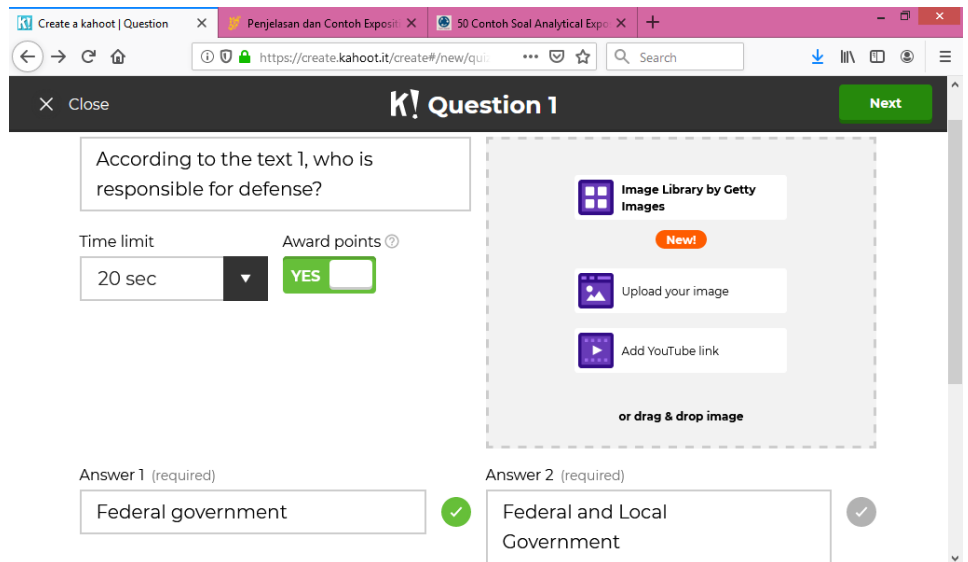 Create a kahoot | Question
Penjelasan dan Contoh Exposit
50 Contoh Soal Analytical Expo
https://create.kahoot.it/create#/new/qui
Search
Close
K! Question 1
Next
According to the text 1, who is
responsible for defense?
Time limit
Award points
20 sec
YES
Image Library by Getty
Images
New!
Upload your image
Add YouTube link
or drag & drop image
Answer 1 (required)
Answer 2 (required)
Federal government
Federal and Local
Government